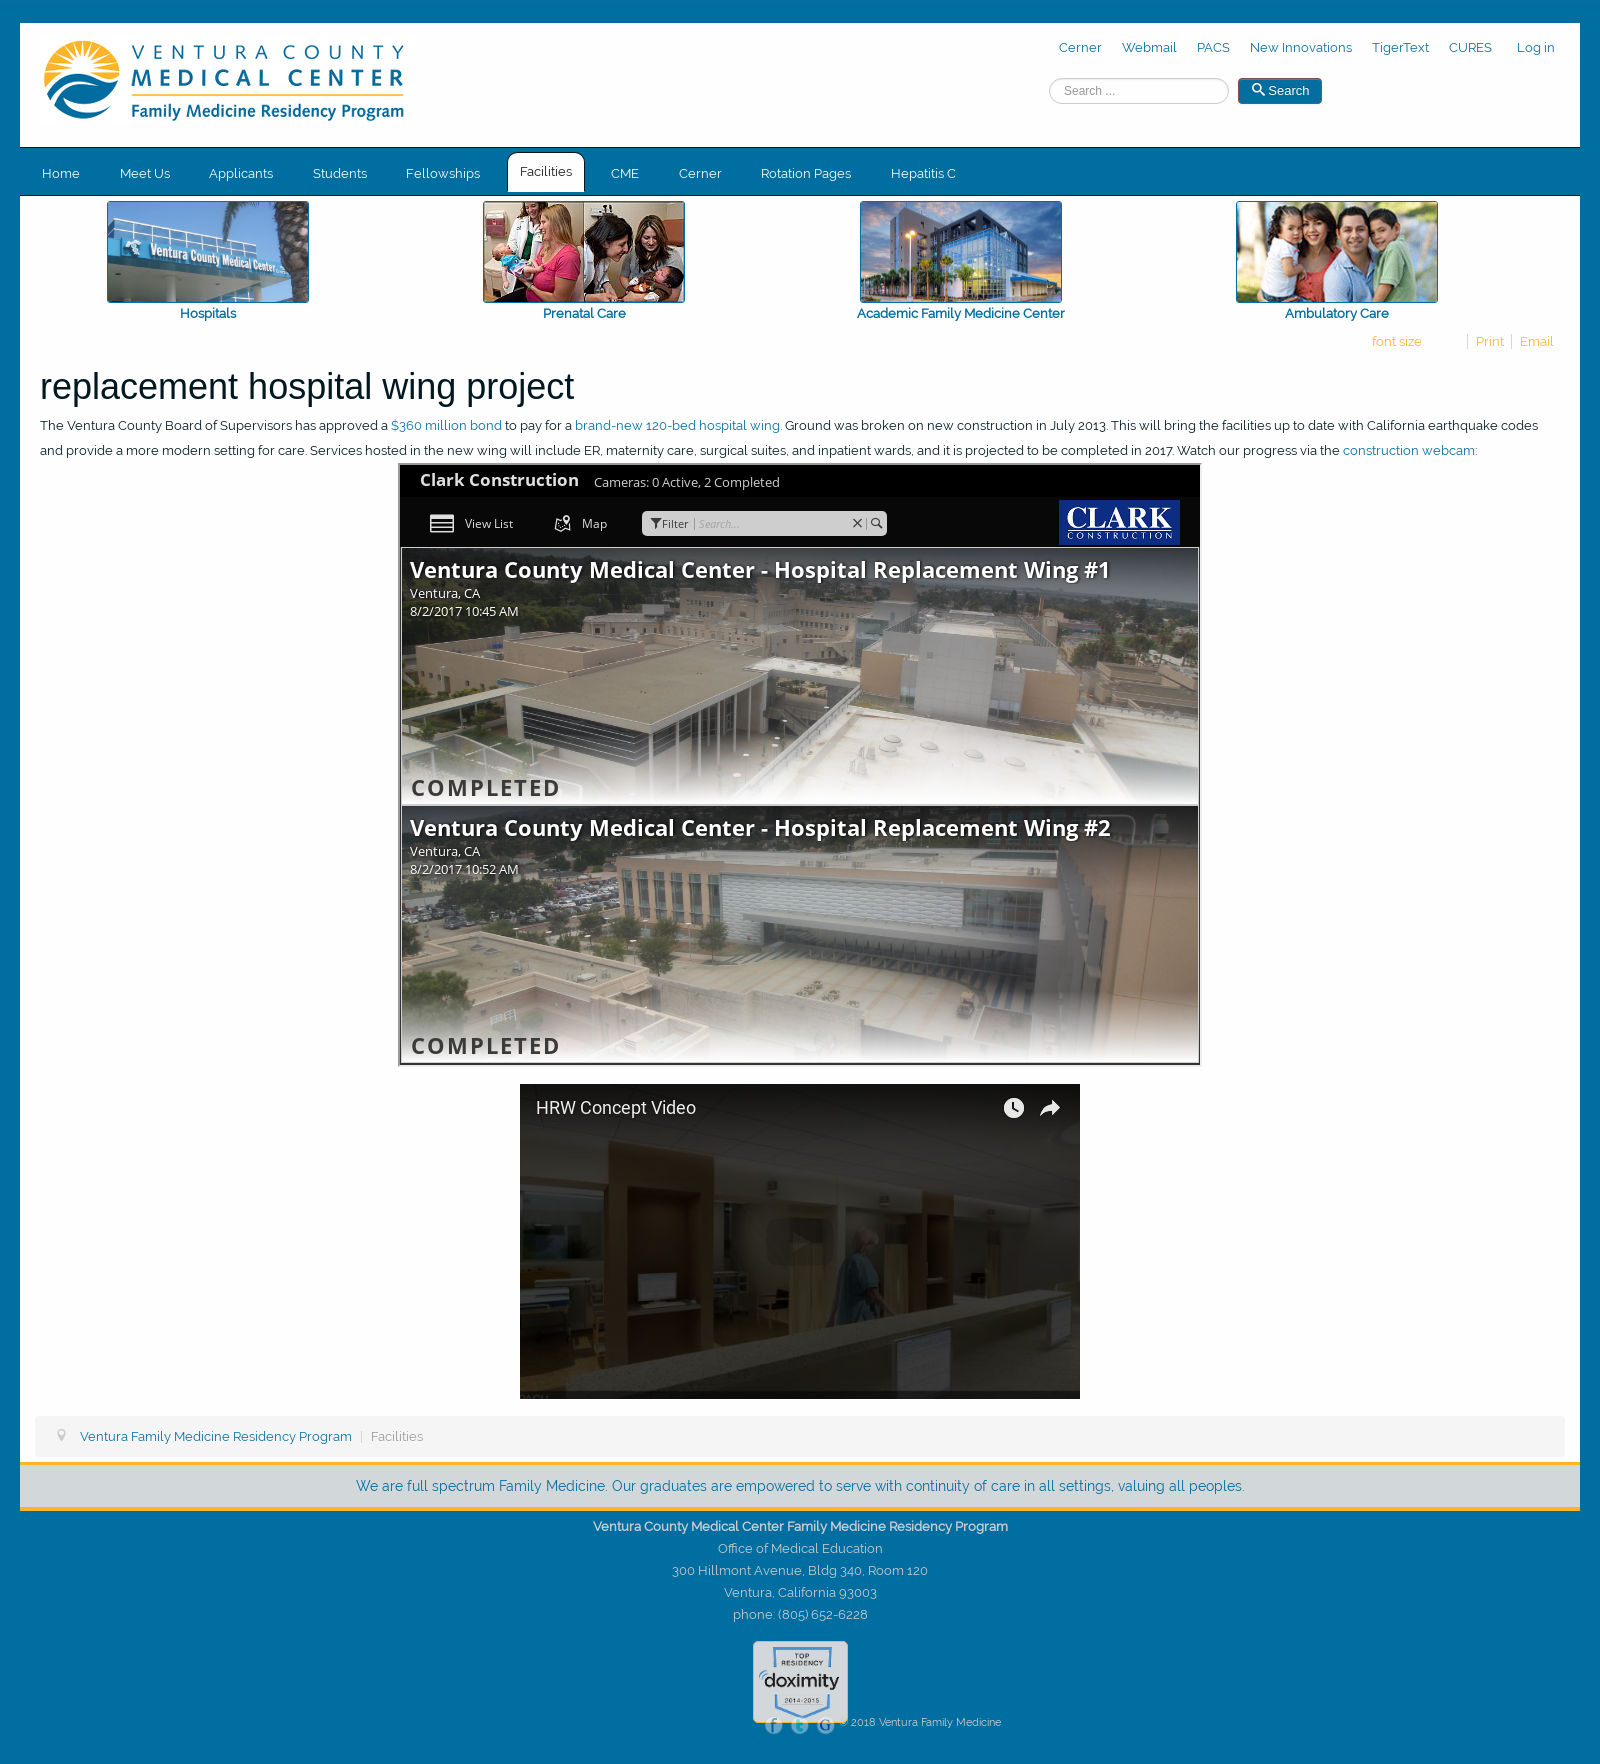 VENTURA COUNTY
MEDICAL CENTER
Family Medicine Residency Program
Cerner Webmail PACS New Innovations TigerText CURES Log in
Search ... Search
Home Meet Us Applicants Students Fellowships Facilities CME Cerner Rotation Pages Hepatitis C
Ventura County Medical Center
Hospitals Prenatal Care Academic Family Medicine Center Ambulatory Care
font size Print Email
replacement hospital wing project
The Ventura County Board of Supervisors has approved a $360 million bond to pay for a brand-new 120-bed hospital wing. Ground was broken on new construction in July 2013. This will bring the facilities up to date with California earthquake codes
and provide a more modern setting for care. Services hosted in the new wing will include ER, maternity care, surgical suites, and inpatient wards, and it is projected to be completed in 2017. Watch our progress via the construction webcam:
Clark Construction Cameras: 0 Active, 2 Completed
View List Map Filter Search... CLARK
CONSTRUCTION
Ventura County Medical Center - Hospital Replacement Wing #1
Ventura, CA
8/2/2017 10:45 AM
COMPLETED
Ventura County Medical Center - Hospital Replacement Wing #2
Ventura, CA
8/2/2017 10:52 AM
COMPLETED
HRW Concept Video
Ventura Family Medicine Residency Program | Facilities
We are full spectrum Family Medicine. Our graduates are empowered to serve with continuity of care in all settings, valuing all peoples.
Ventura County Medical Center Family Medicine Residency Program
Office of Medical Education
300 Hillmont Avenue, Bldg 340, Room 120
Ventura, California 93003
phone: (805) 652-6228
TOP
RESIDENCY
doximity
2014-2015
f t G © 2018 Ventura Family Medicine